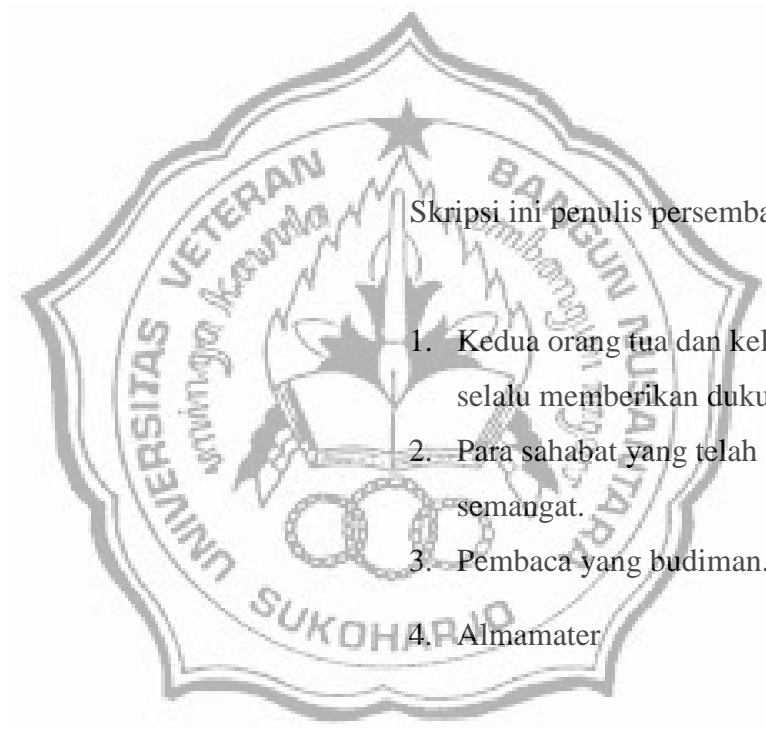 UNIVERSITAS VETERAN BANGUN NUSANTARA
SUKOHARJO
Skripsi ini penulis persemba
1. Kedua orang tua dan kel
selalu memberikan duku
2. Para sahabat yang telah
semangat.
3. Pembaca yang budiman.
4. Almamater